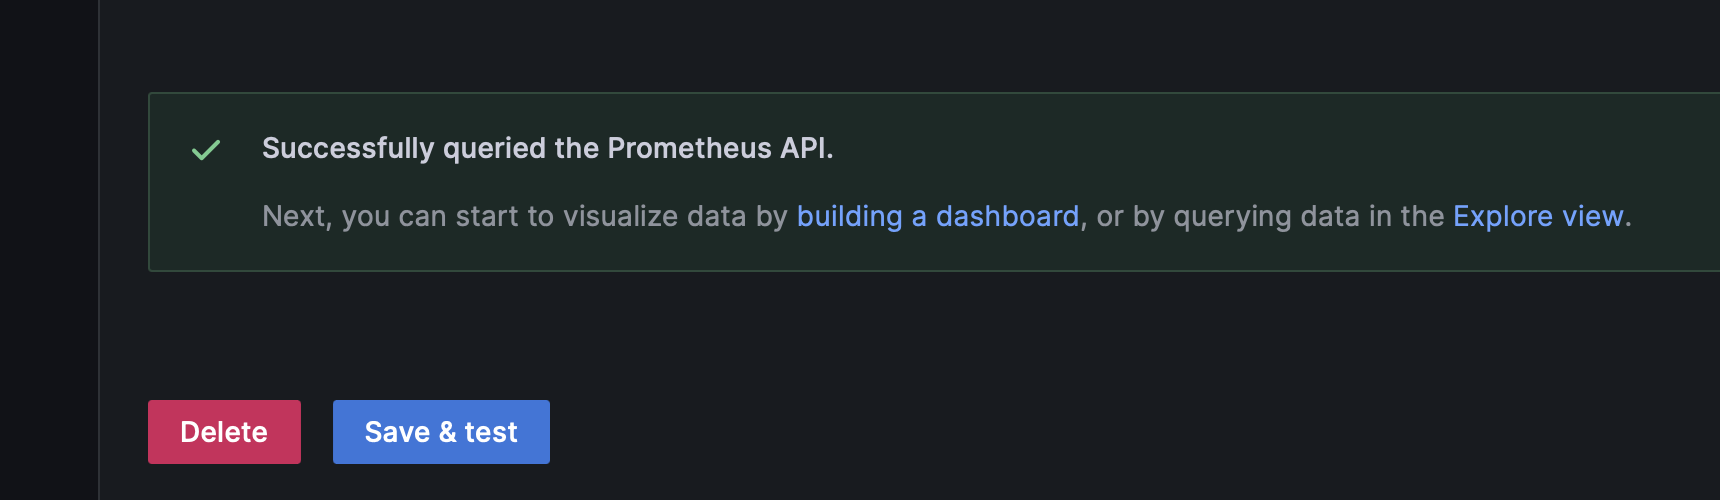 Successfully queried the Prometheus API.
Next, you can start to visualize data by building a dashboard, or by querying data in the Explore view.
Delete
Save & test